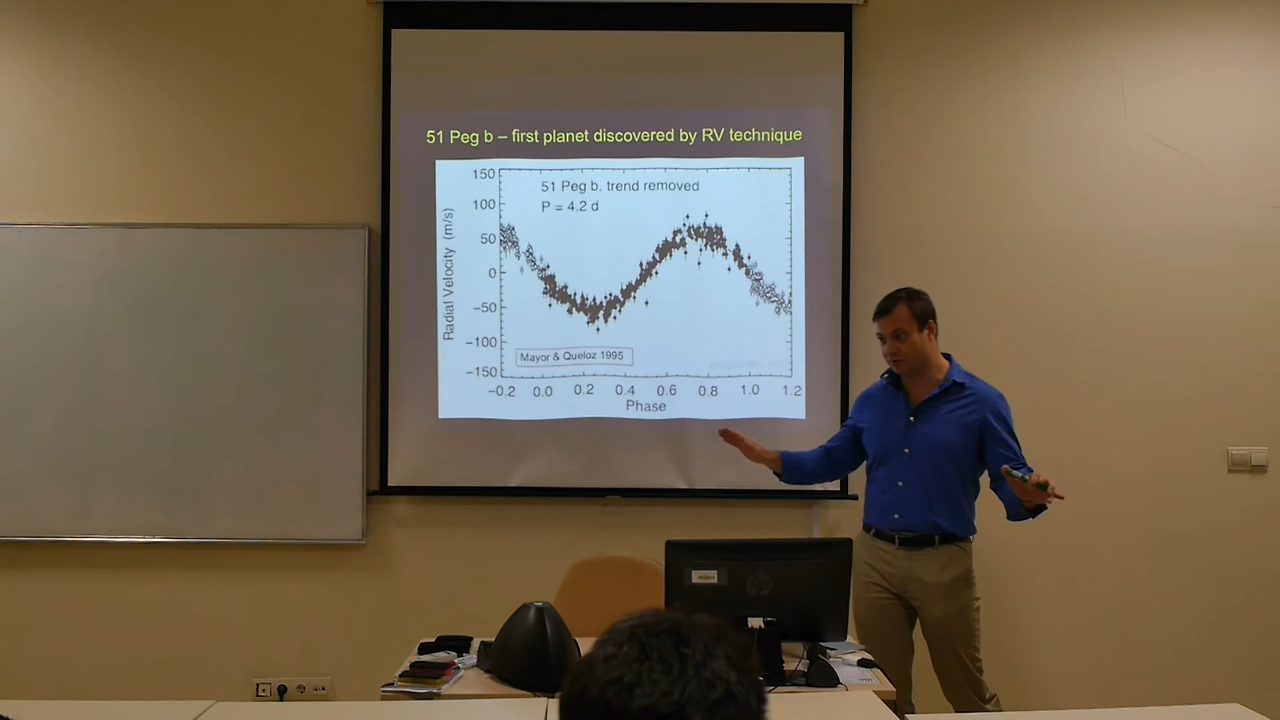 51 Peg b – first planet discovered by RV technique
51 Peg b. trend removed
P = 4.2 d
150
100
50
0
−50
−100
−150
Radial Velocity (m/s)
Mayor & Queloz 1995
−0.2 0.0 0.2 0.4 0.6 0.8 1.0 1.2
Phase
hp